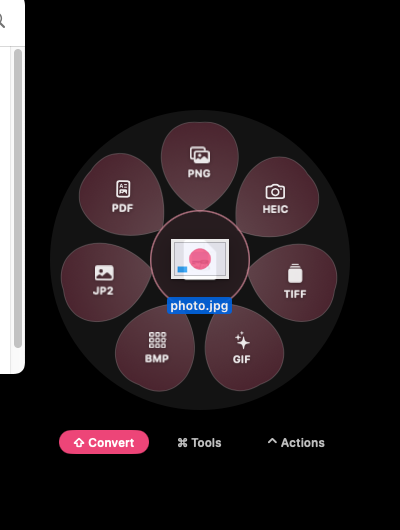 PNG
PDF
HEIC
JP2
TIFF
BMP
GIF
photo.jpg
⇧ Convert
⌘ Tools
⌃ Actions